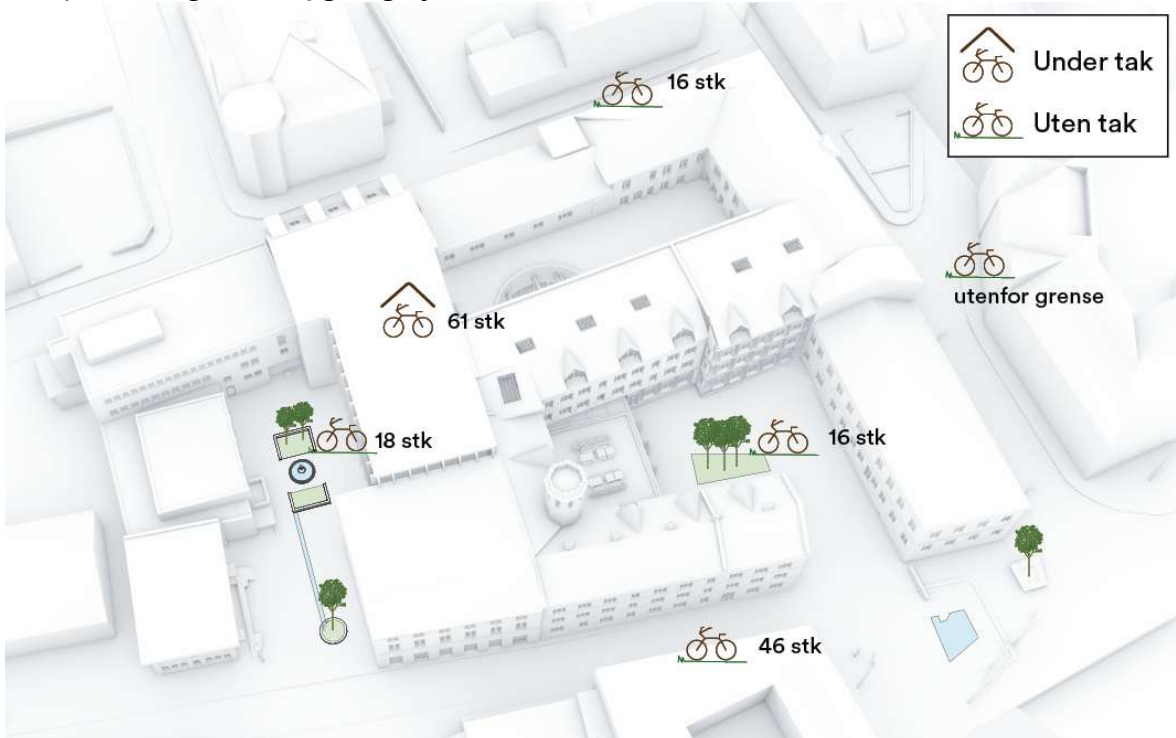 16 stk
Under tak
Uten tak
utenfor grense
61 stk
18 stk
16 stk
46 stk